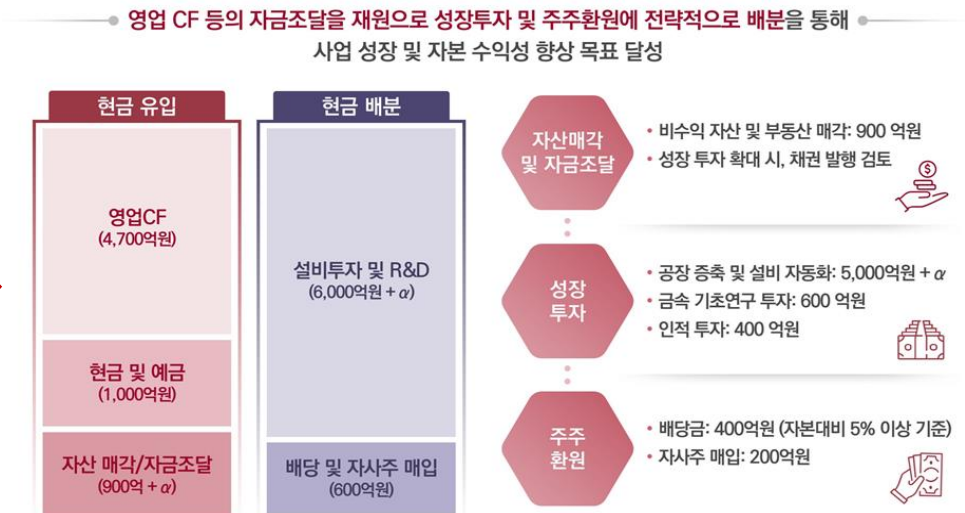 영업 CF 등의 자금조달을 재원으로 성장투자 및 주주환원에 전략적으로 배분을 통해
사업 성장 및 자본 수익성 향상 목표 달성
현금 유입
영업CF
(4,700억원)
현금 및 예금
(1,000억원)
자산 매각/자금조달
(900억 + α)
현금 배분
설비투자 및 R&D
(6,000억원 + α)
배당 및 자사주 매입
(600억원)
자산매각
및 자금조달
• 비수익 자산 및 부동산 매각: 900 억원
• 성장 투자 확대 시, 채권 발행 검토
$
성장
투자
• 공장 증축 및 설비 자동화: 5,000억원 + α
• 금속 기초연구 투자: 600 억원
• 인적 투자: 400 억원
주주
환원
• 배당금: 400억원 (자본대비 5% 이상 기준)
• 자사주 매입: 200억원